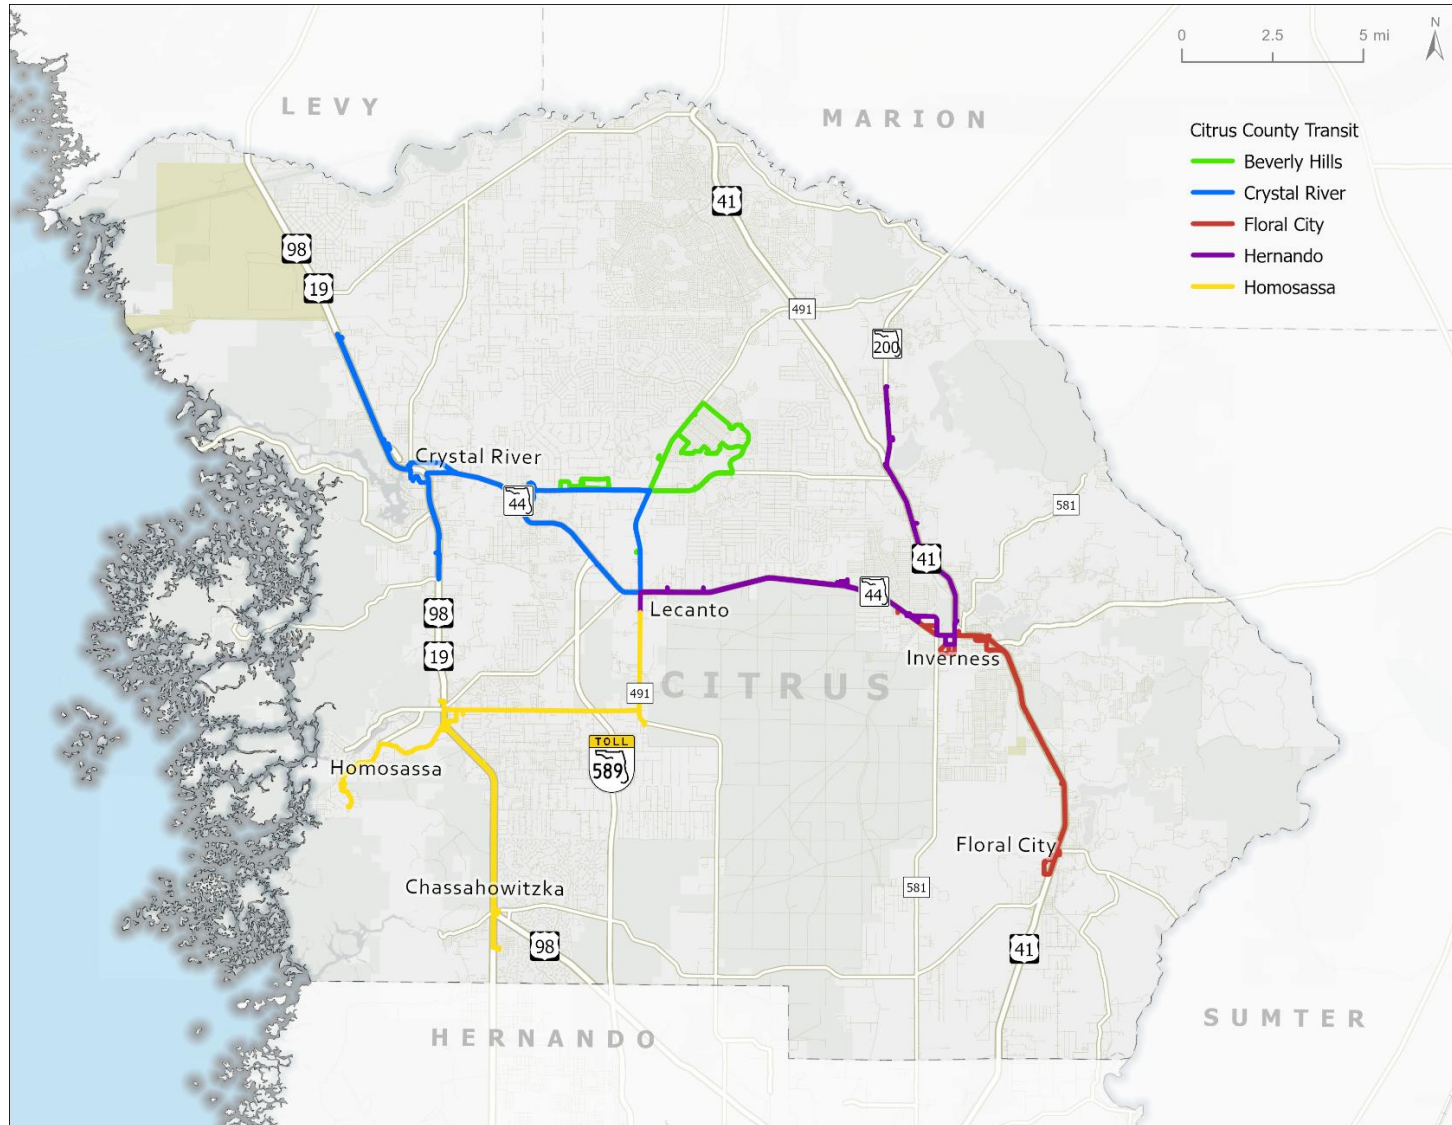 N
0 2.5 5 mi
LEVY
MARION
Citrus County Transit
Beverly Hills
Crystal River
Floral City
Hernando
Homosassa
41
98
19
491
200
Crystal River
44
581
41
44
98
Lecanto
19
Inverness
491
CITRUS
TOLL
589
Homosassa
Floral City
Chassahowitzka
581
98
41
HERNANDO
SUMTER